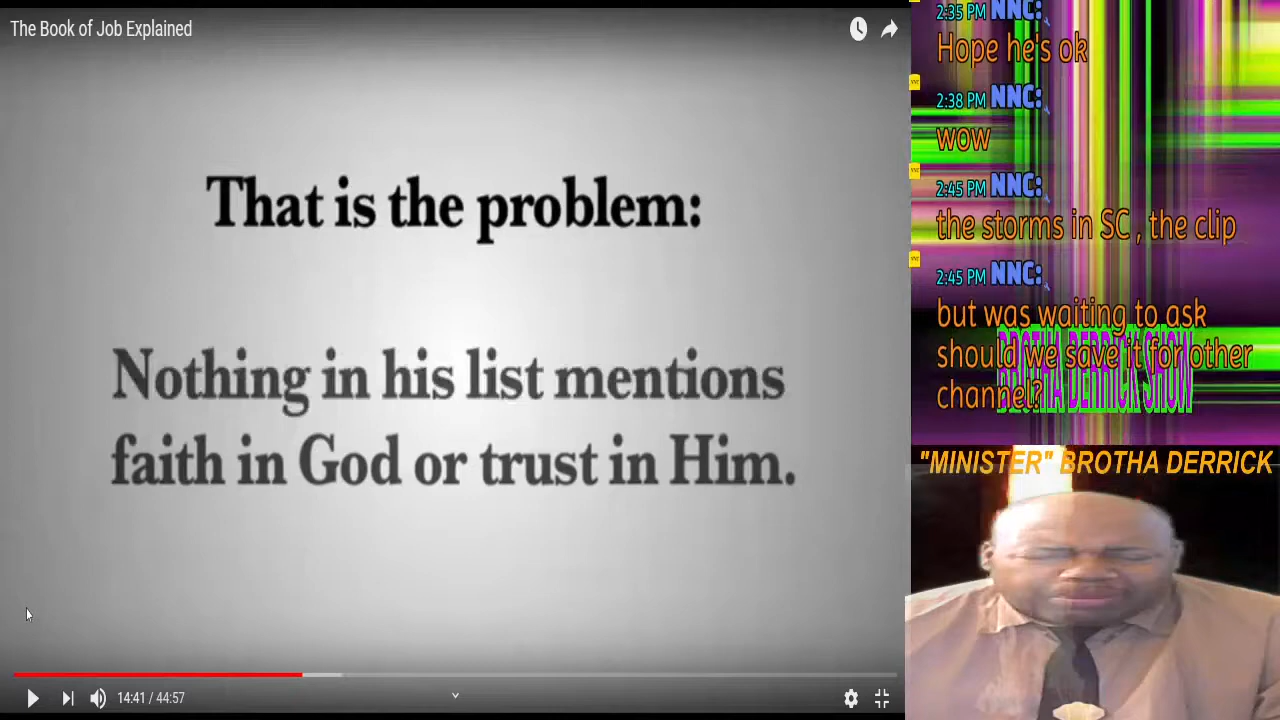 The Book of Job Explained
That is the problem:
Nothing in his list mentions
faith in God or trust in Him.
14:41 / 44:57
2:35 PM NNC:
Hope he's ok
2:38 PM NNC:
wow
2:45 PM NNC:
the storms in SC , the clip
2:45 PM NNC:
but was waiting to ask
should we save it for other
channel?
BROTHA DERRICK SHOW
"MINISTER" BROTHA DERRICK